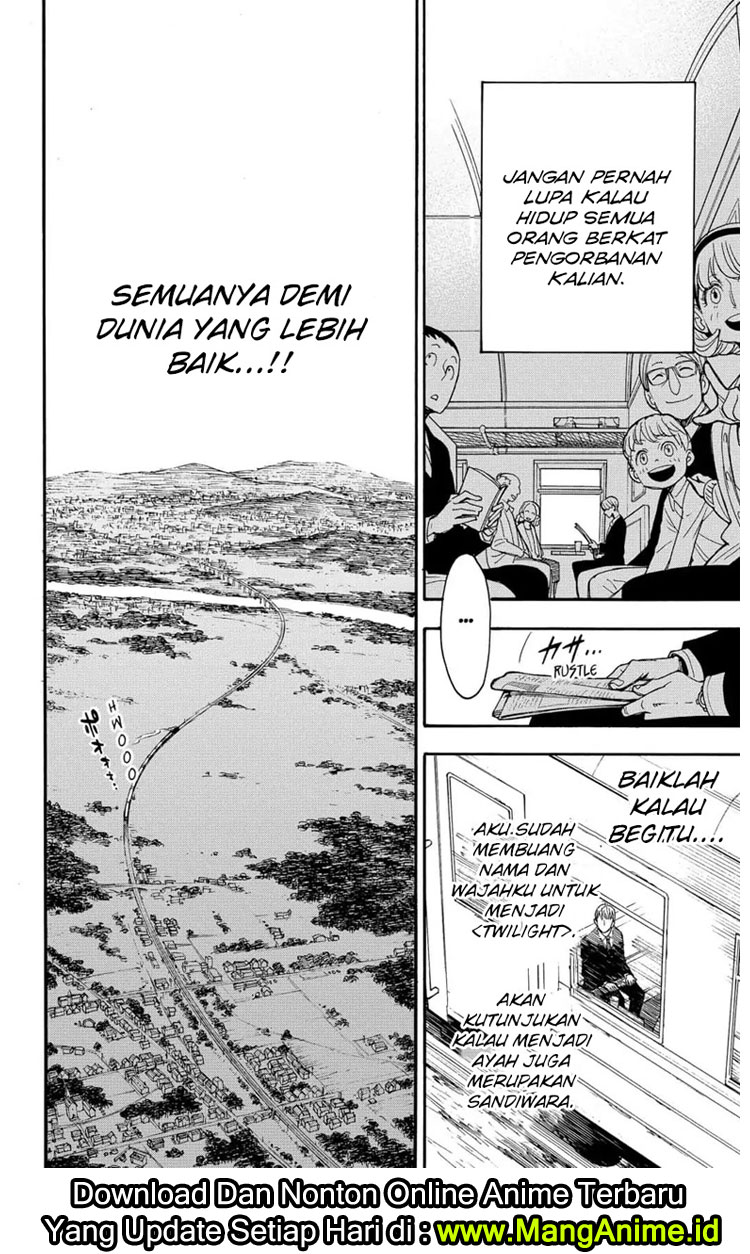 JANGAN PERNAH
LUPA KALAU
HIDUP SEMUA
ORANG BERKAT
PENGORBANAN
KALIAN.
...
カサ...
RUSTLE
BAIKLAH
KALAU
BEGITU....
AKU SUDAH
MEMBUANG
NAMA DAN
WAJAHKU UNTUK
MENJADI
<TWILIGHT>.
AKAN
KUTUNJUKAN
KALAU MENJADI
AYAH JUGA
MERUPAKAN
SANDIWARA.
SEMUANYA DEMI
DUNIA YANG LEBIH
BAIK...!!
HWOOO
Download Dan Nonton Online Anime Terbaru
Yang Update Setiap Hari di : www.MangAnime.id